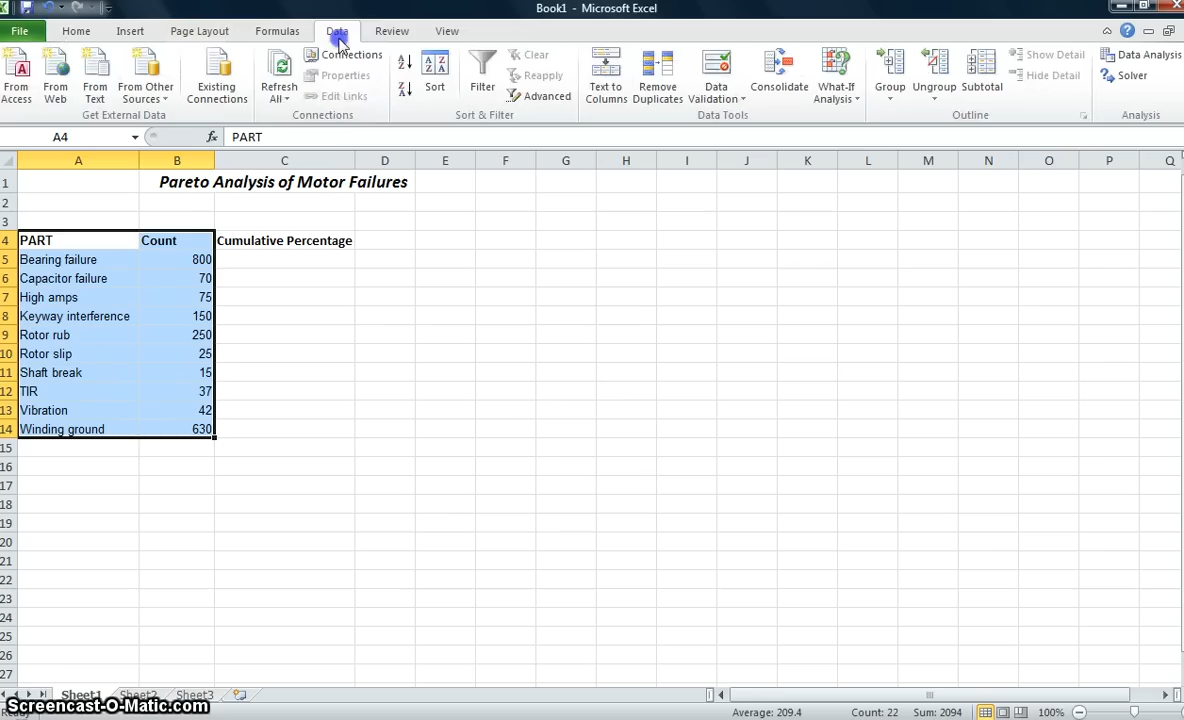 Book1 - Microsoft Excel
File Home Insert Page Layout Formulas Data Review View
From Access
From Web
From Text
From Other Sources
Existing Connections
Get External Data
Refresh All
Connections
Properties
Edit Links
Connections
Sort
Filter
Clear
Reapply
Advanced
Sort & Filter
Text to Columns
Remove Duplicates
Data Validation
Consolidate
What-If Analysis
Data Tools
Group
Ungroup
Subtotal
Show Detail
Hide Detail
Outline
Data Analysis
Solver
Analysis
A4 fx PART
A B C D E F G H I J K L M N O P Q
1 Pareto Analysis of Motor Failures
2
3
4 PART Count Cumulative Percentage
5 Bearing failure 800
6 Capacitor failure 70
7 High amps 75
8 Keyway interference 150
9 Rotor rub 250
10 Rotor slip 25
11 Shaft break 15
12 TIR 37
13 Vibration 42
14 Winding ground 630
15
16
17
18
19
20
21
22
23
24
25
26
27
Sheet1 Sheet2 Sheet3
Screencast-O-Matic.com
Average: 209.4 Count: 22 Sum: 2094 100%